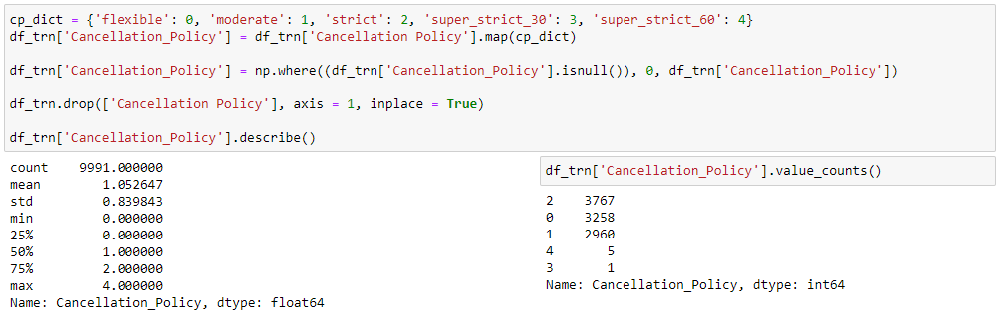 cp_dict = {'flexible': 0, 'moderate': 1, 'strict': 2, 'super_strict_30': 3, 'super_strict_60': 4}
df_trn['Cancellation_Policy'] = df_trn['Cancellation Policy'].map(cp_dict)
df_trn['Cancellation_Policy'] = np.where((df_trn['Cancellation_Policy'].isnull()), 0, df_trn['Cancellation_Policy'])
df_trn.drop(['Cancellation Policy'], axis = 1, inplace = True)
df_trn['Cancellation_Policy'].describe()
count    9991.000000
mean        1.052647
std         0.839843
min         0.000000
25%         0.000000
50%         1.000000
75%         2.000000
max         4.000000
Name: Cancellation_Policy, dtype: float64
df_trn['Cancellation_Policy'].value_counts()
2    3767
0    3258
1    2960
4       5
3       1
Name: Cancellation_Policy, dtype: int64